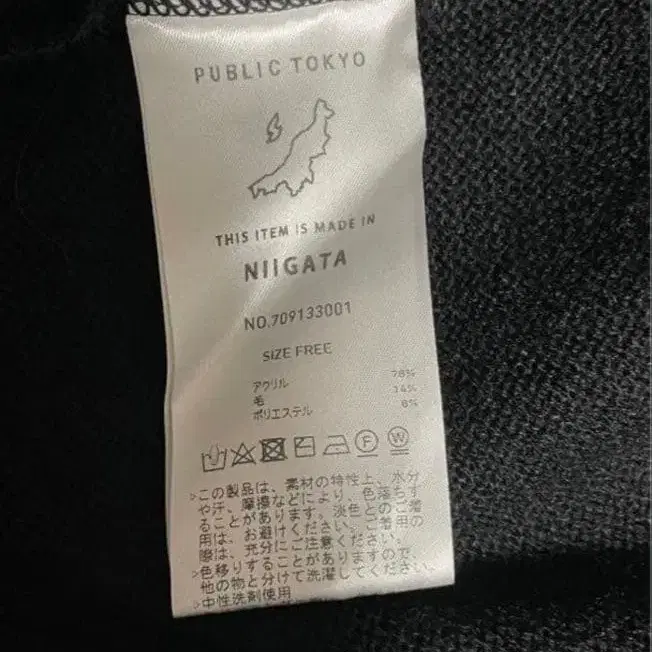 PUBLIC TOKYO
THIS ITEM IS MADE IN
NIIGATA
NO.709133001
SIZE FREE
アクリル 78%
毛 14%
ポリエステル 8%
F W
>この製品は、素材の特性上、水分
や汗、摩擦などにより、色落ちす
ることがあります。淡色とのご着
用は、お避けください。ご着用の
際は、充分にご注意ください。
>色移りすることがありますので、
他の物と分けて洗濯してください。
>中性洗剤使用